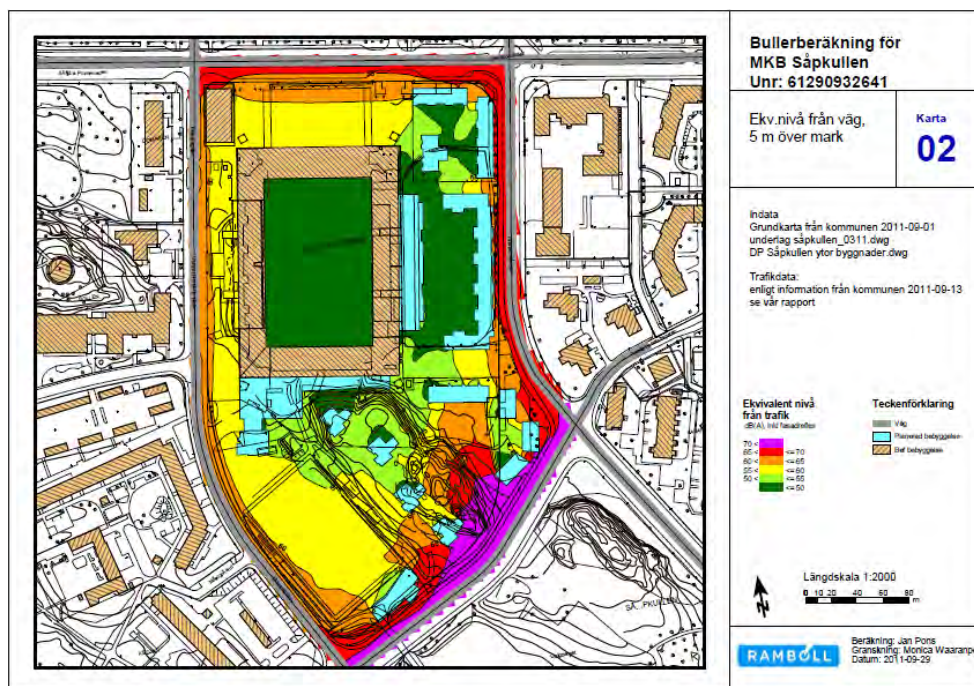 Bullerberäkning för
MKB Såpkullen
Unr: 61290932641
Ekv.nivå från väg,
5 m över mark
Karta
02
Indata
Grundkarta från kommunen 2011-09-01
underlag såpkullen_0311.dwg
DP Såpkullen ytor byggnader.dwg
Trafikdata:
enligt information från kommunen 2011-09-13
se vår rapport
Ekvivalent nivå
från trafik
dB(A), inkl fasadreflex
70 <
65 < <= 70
60 < <= 65
55 < <= 60
50 < <= 55
<= 50
Teckenförklaring
Väg
Planerad bebyggelse
Bef bebyggelse
Längdskala 1:2000
0 10 20 40 60 80
m
RAMBOLL
Beräkning: Jan Pons
Granskning: Monica Waaranpe
Datum: 2011-09-29